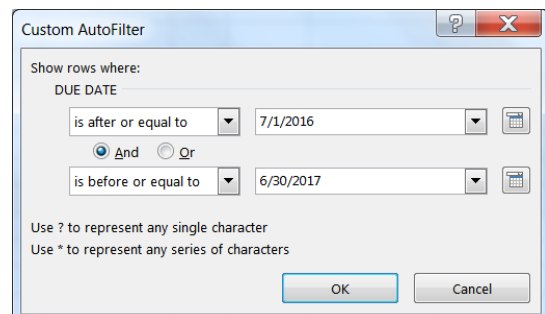 Custom AutoFilter
Show rows where:
DUE DATE
is after or equal to 7/1/2016
And Or
is before or equal to 6/30/2017
Use ? to represent any single character
Use * to represent any series of characters
OK Cancel